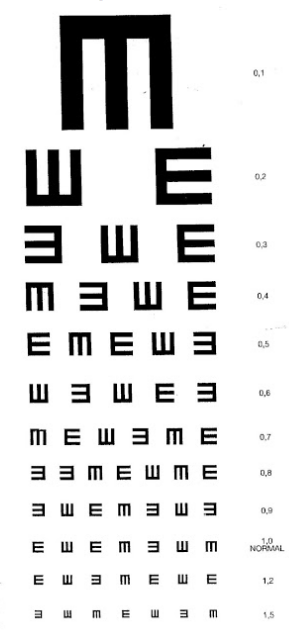 m 0,1
Ш E 0,2
Ǝ Ш E 0,3
m Ǝ Ш E 0,4
E m E Ш Ǝ 0,5
Ш Ǝ Ш E Ǝ 0,6
m E Ш Ǝ m E 0,7
Ǝ Ǝ m E Ш m E 0,8
Ǝ Ш E m Ǝ Ш Ǝ 0,9
E Ш E m Ǝ Ш m 1,0
NORMAL
E Ш Ǝ m E Ш E 1,2
Ǝ Ш m E Ш Ǝ m 1,5